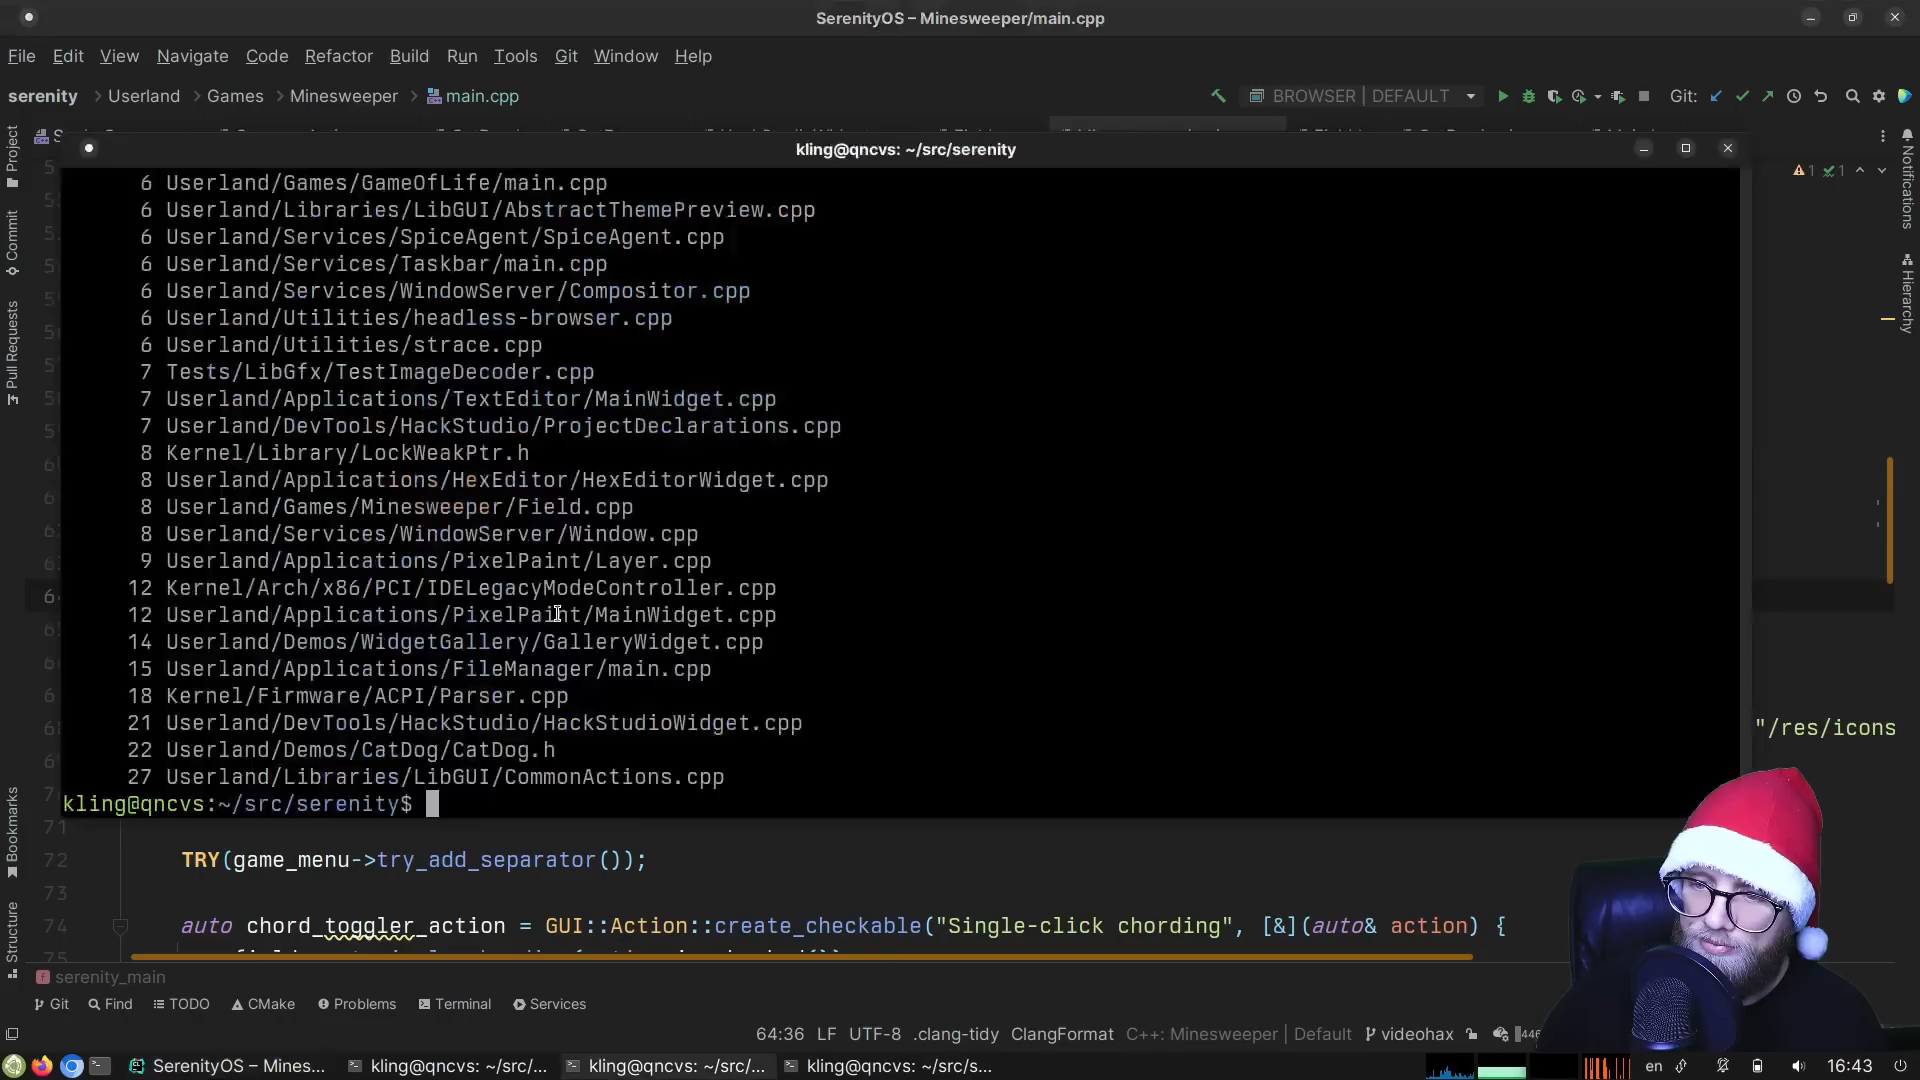 SerenityOS – Minesweeper/main.cpp
File Edit View Navigate Code Refactor Build Run Tools Git Window Help
serenity > Userland > Games > Minesweeper > main.cpp
BROWSER | DEFAULT
Git:
Project
Commit
Pull Requests
Bookmarks
Structure
Notifications
Hierarchy
1 1
kling@qncvs: ~/src/serenity
6 Userland/Games/GameOfLife/main.cpp
6 Userland/Libraries/LibGUI/AbstractThemePreview.cpp
6 Userland/Services/SpiceAgent/SpiceAgent.cpp
6 Userland/Services/Taskbar/main.cpp
6 Userland/Services/WindowServer/Compositor.cpp
6 Userland/Utilities/headless-browser.cpp
6 Userland/Utilities/strace.cpp
7 Tests/LibGfx/TestImageDecoder.cpp
7 Userland/Applications/TextEditor/MainWidget.cpp
7 Userland/DevTools/HackStudio/ProjectDeclarations.cpp
8 Kernel/Library/LockWeakPtr.h
8 Userland/Applications/HexEditor/HexEditorWidget.cpp
8 Userland/Games/Minesweeper/Field.cpp
8 Userland/Services/WindowServer/Window.cpp
9 Userland/Applications/PixelPaint/Layer.cpp
12 Kernel/Arch/x86/PCI/IDELegacyModeController.cpp
12 Userland/Applications/PixelPaint/MainWidget.cpp
14 Userland/Demos/WidgetGallery/GalleryWidget.cpp
15 Userland/Applications/FileManager/main.cpp
18 Kernel/Firmware/ACPI/Parser.cpp
21 Userland/DevTools/HackStudio/HackStudioWidget.cpp
22 Userland/Demos/CatDog/CatDog.h
27 Userland/Libraries/LibGUI/CommonActions.cpp
kling@qncvs:~/src/serenity$
"/res/icons
71
72 TRY(game_menu->try_add_separator());
73
74 auto chord_toggler_action = GUI::Action::create_checkable("Single-click chording", [&](auto& action) {
75
serenity_main
Git Find TODO CMake Problems Terminal Services
64:36 LF UTF-8 .clang-tidy ClangFormat C++: Minesweeper | Default videohax
SerenityOS – Mines... kling@qncvs: ~/src/... kling@qncvs: ~/src/... kling@qncvs: ~/src/s...
en 16:43